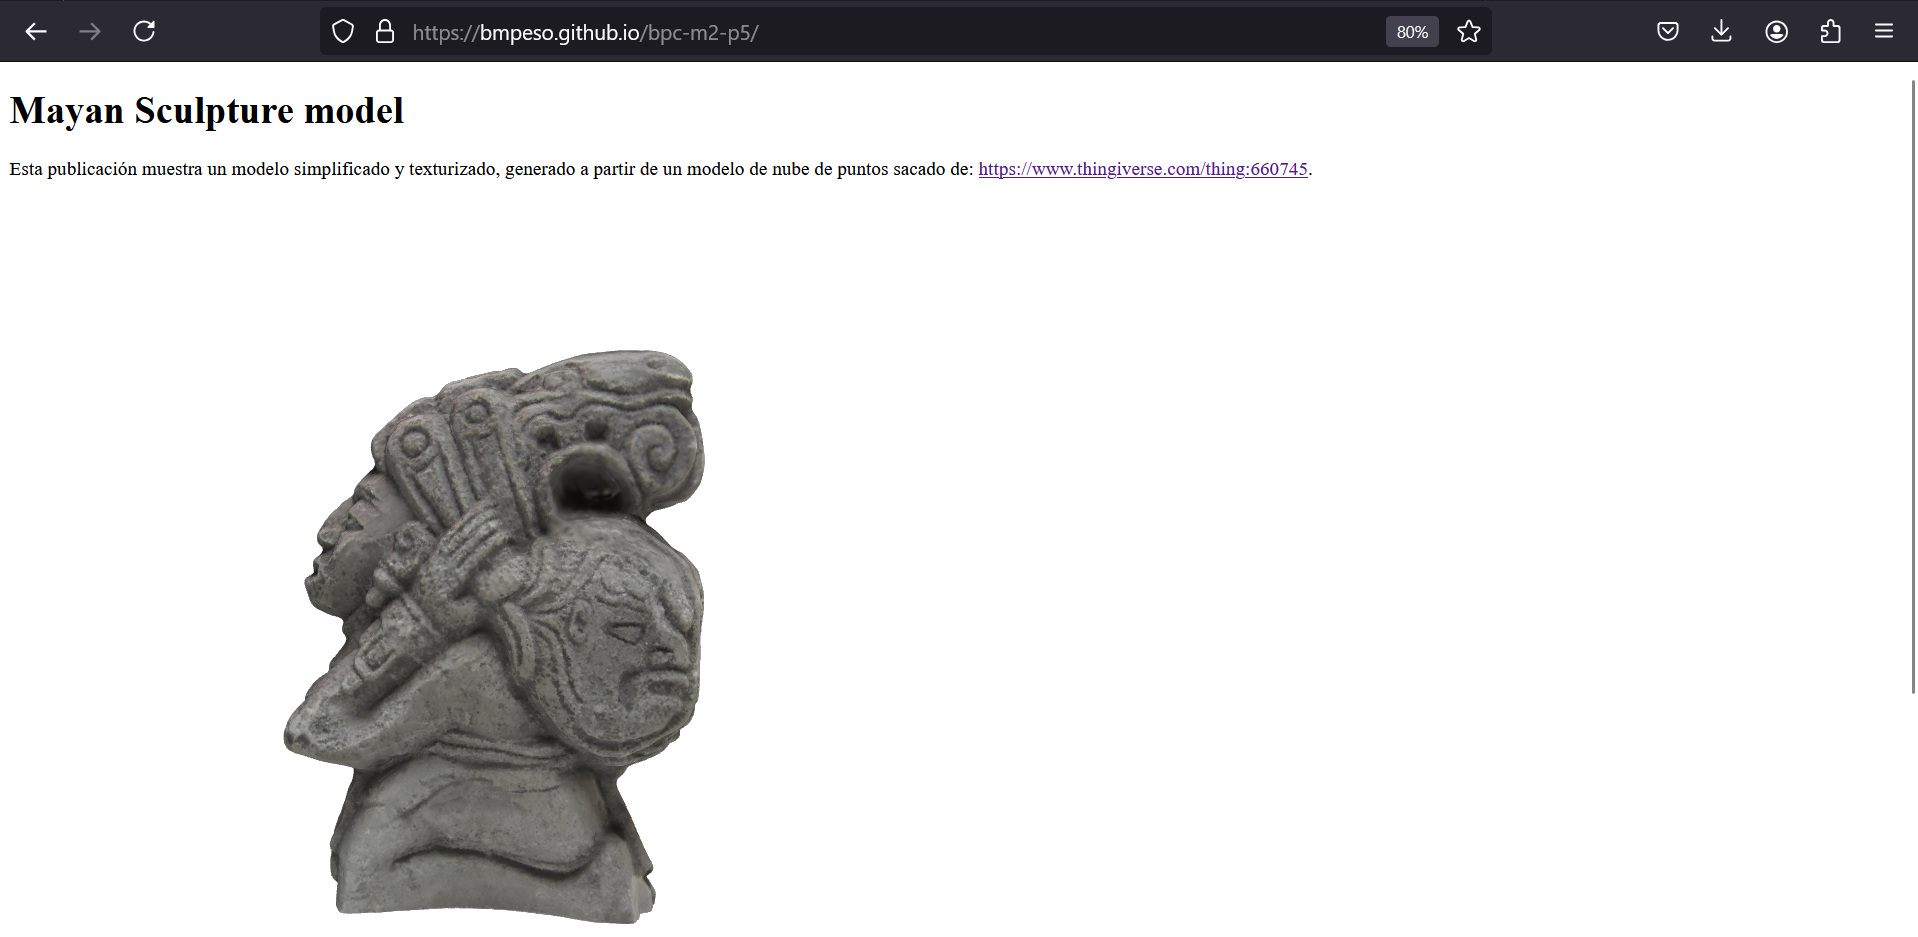 https://bmpeso.github.io/bpc-m2-p5/
80%
Mayan Sculpture model
Esta publicación muestra un modelo simplificado y texturizado, generado a partir de un modelo de nube de puntos sacado de: https://www.thingiverse.com/thing:660745.